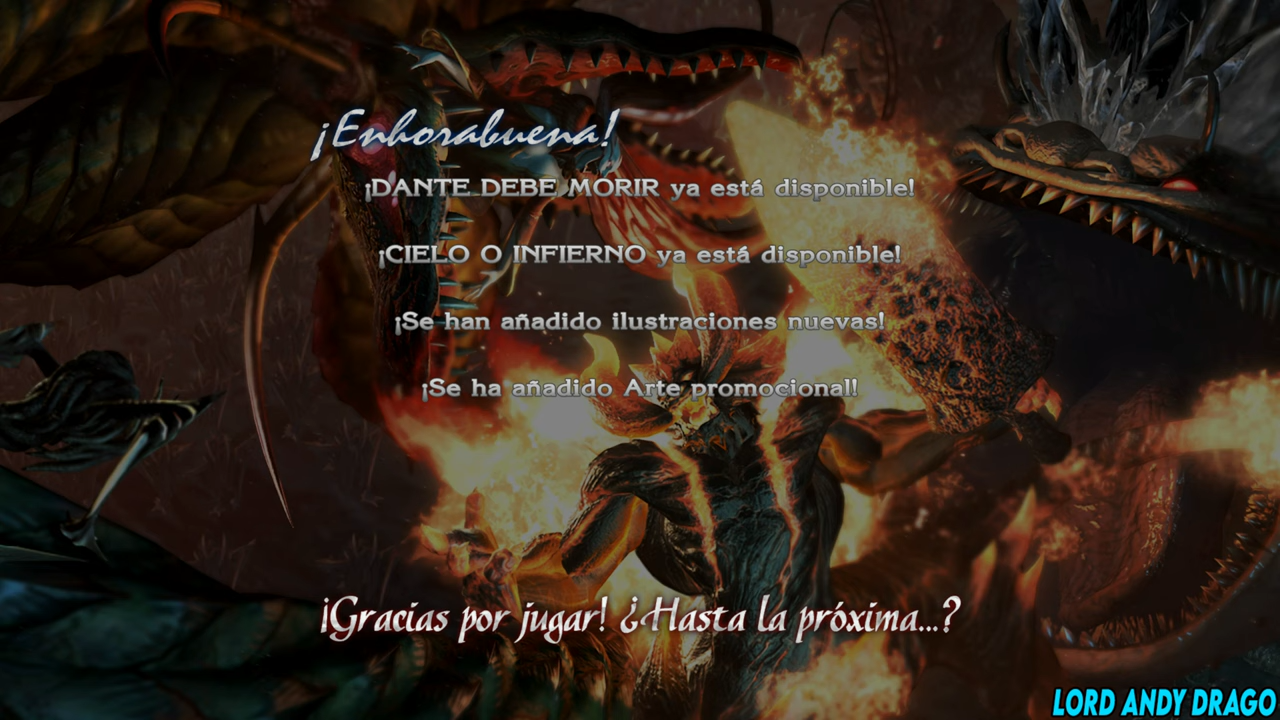 ¡Enhorabuena!
¡DANTE DEBE MORIR ya está disponible!
¡CIELO O INFIERNO ya está disponible!
¡Se han añadido ilustraciones nuevas!
¡Se ha añadido Arte promocional!
¡Gracias por jugar! ¿Hasta la próxima...?
LORD ANDY DRAGO